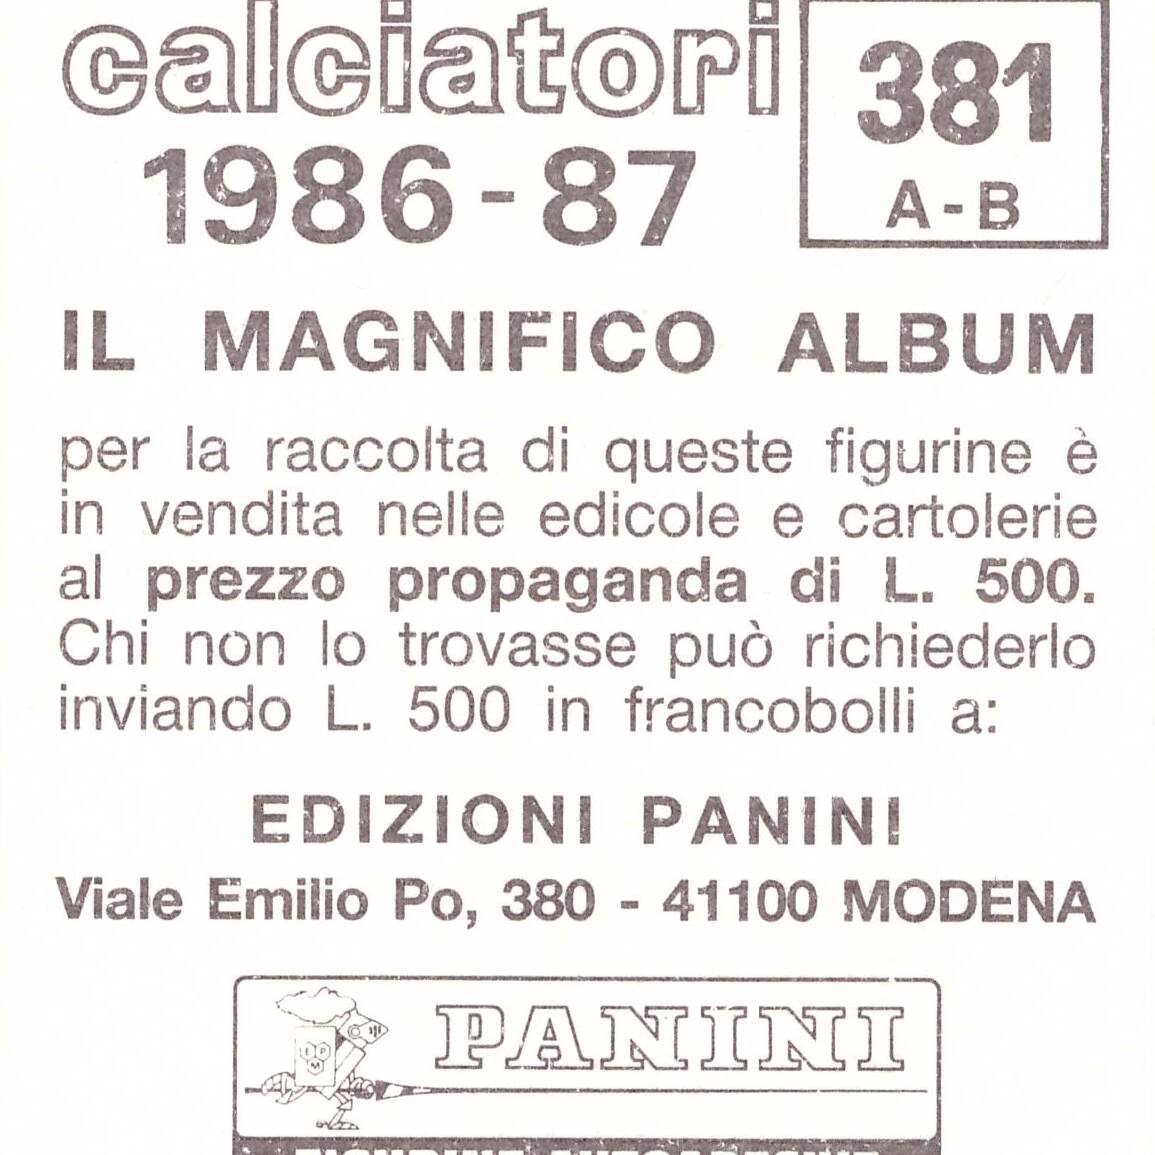 calciatori
1986-87
381
A-B
IL MAGNIFICO ALBUM
per la raccolta di queste figurine è
in vendita nelle edicole e cartolerie
al prezzo propaganda di L. 500.
Chi non lo trovasse può richiederlo
inviando L. 500 in francobolli a:
EDIZIONI PANINI
Viale Emilio Po, 380 - 41100 MODENA
PANINI